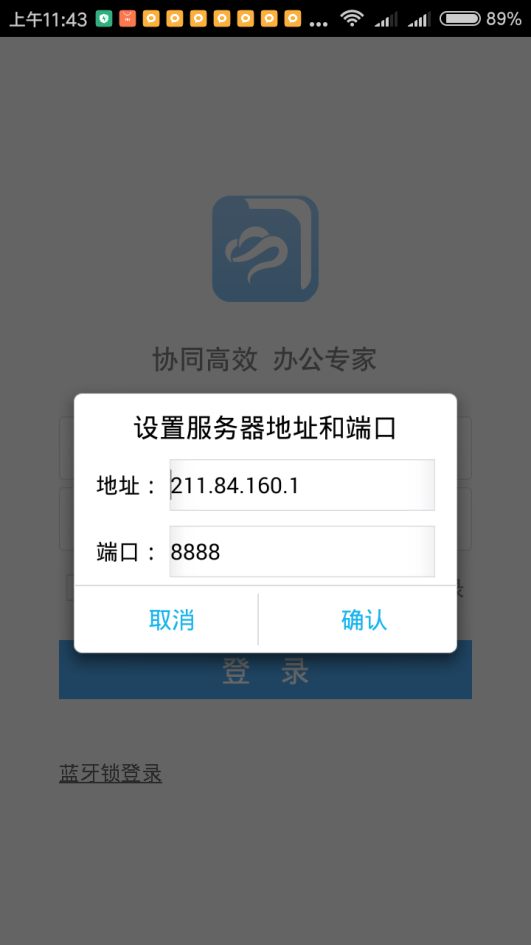 上午11:43 ... 89%
协同高效 办公专家
设置服务器地址和端口
地址： 211.84.160.1
端口： 8888
取消 确认
录
登 录
蓝牙锁登录